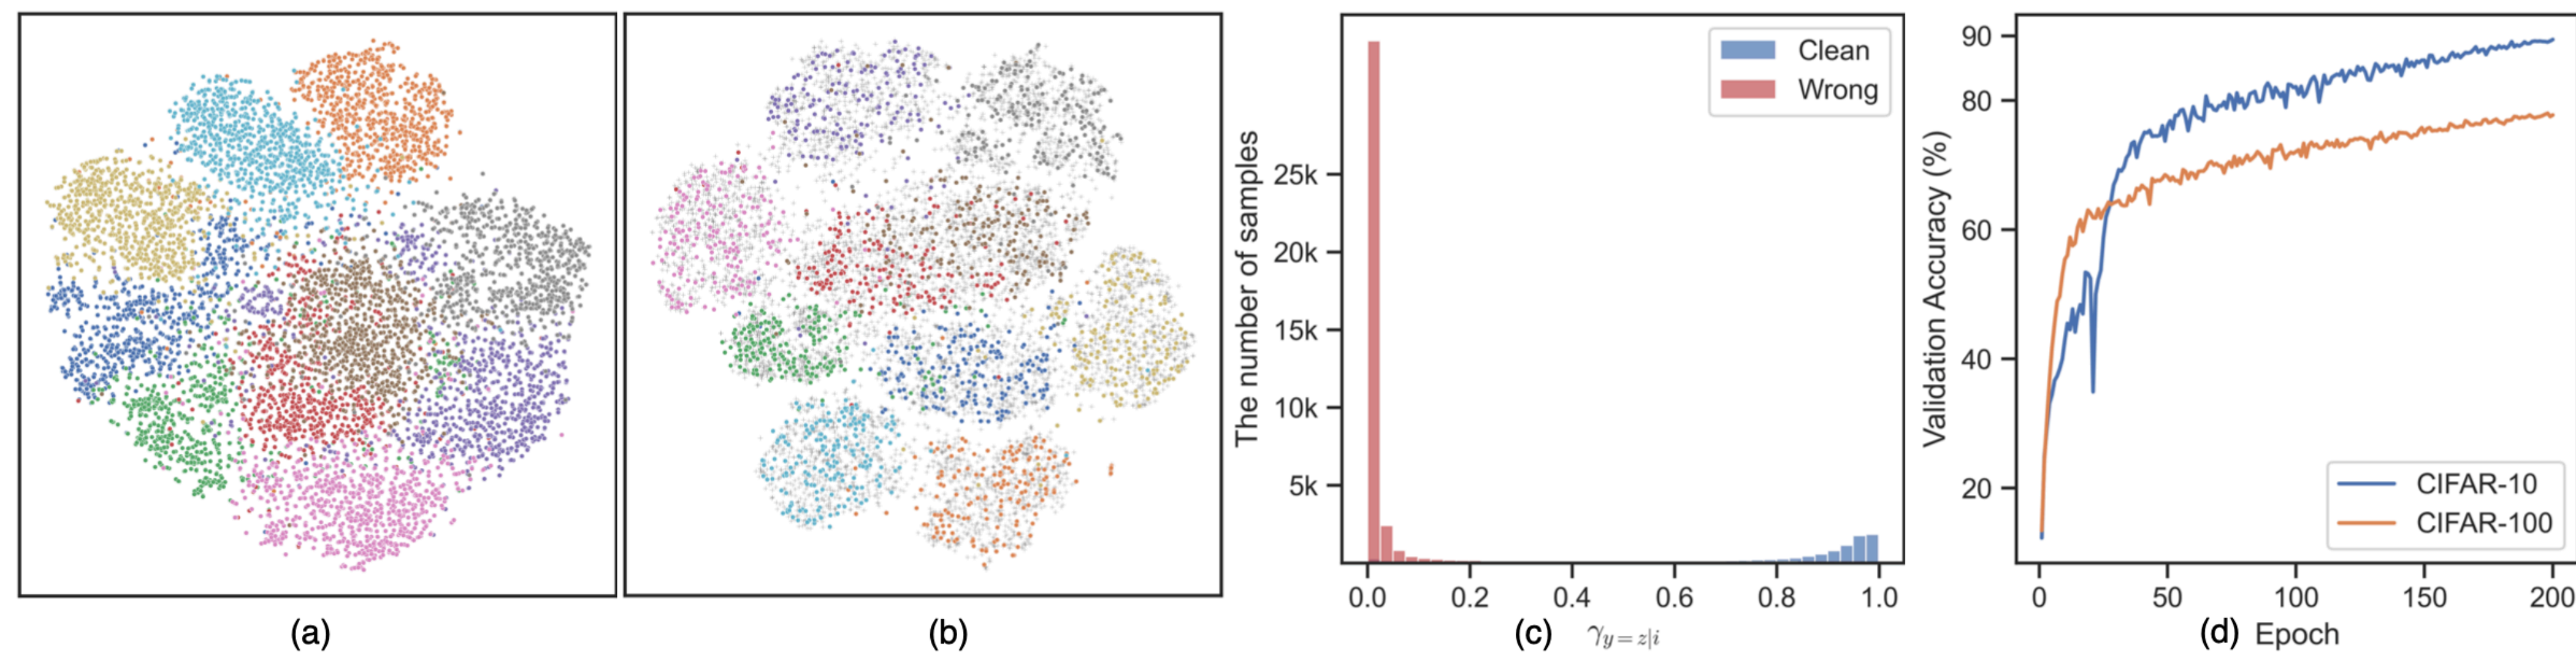 (a)
(b)
The number of samples
25k
20k
15k
10k
5k
Clean
Wrong
0.0 0.2 0.4 0.6 0.8 1.0
(c) γy=z|i
Validation Accuracy (%)
90
80
60
40
20
CIFAR-10
CIFAR-100
0 50 100 150 200
(d) Epoch